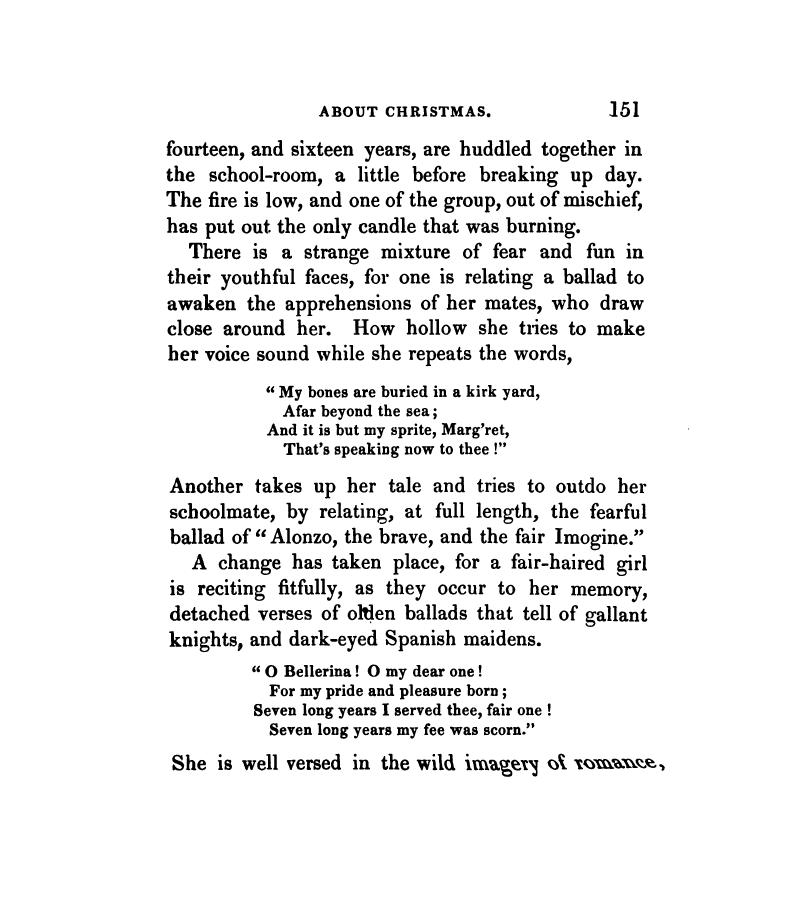 ABOUT CHRISTMAS. 151
fourteen, and sixteen years, are huddled together in
the school-room, a little before breaking up day.
The fire is low, and one of the group, out of mischief,
has put out the only candle that was burning.
There is a strange mixture of fear and fun in
their youthful faces, for one is relating a ballad to
awaken the apprehensions of her mates, who draw
close around her. How hollow she tries to make
her voice sound while she repeats the words,
“ My bones are buried in a kirk yard,
Afar beyond the sea ;
And it is but my sprite, Marg’ret,
That’s speaking now to thee !”
Another takes up her tale and tries to outdo her
schoolmate, by relating, at full length, the fearful
ballad of “ Alonzo, the brave, and the fair Imogine.”
A change has taken place, for a fair-haired girl
is reciting fitfully, as they occur to her memory,
detached verses of olden ballads that tell of gallant
knights, and dark-eyed Spanish maidens.
“ O Bellerina ! O my dear one !
For my pride and pleasure born ;
Seven long years I served thee, fair one !
Seven long years my fee was scorn.”
She is well versed in the wild imagery of romance,